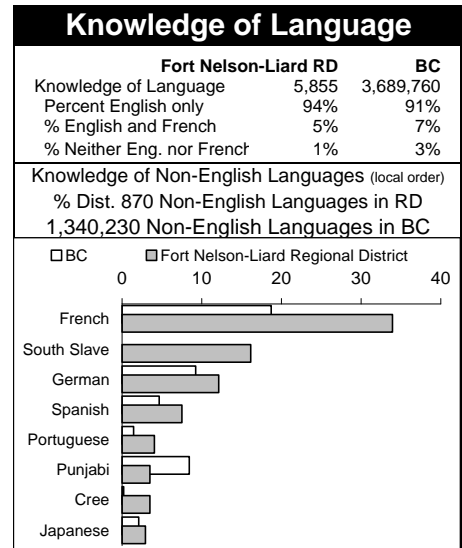 Knowledge of Language
Fort Nelson-Liard RD BC
Knowledge of Language 5,855 3,689,760
Percent English only 94% 91%
% English and French 5% 7%
% Neither Eng. nor French 1% 3%
Knowledge of Non-English Languages (local order)
% Dist. 870 Non-English Languages in RD
1,340,230 Non-English Languages in BC
BC Fort Nelson-Liard Regional District
0 10 20 30 40
French
South Slave
German
Spanish
Portuguese
Punjabi
Cree
Japanese